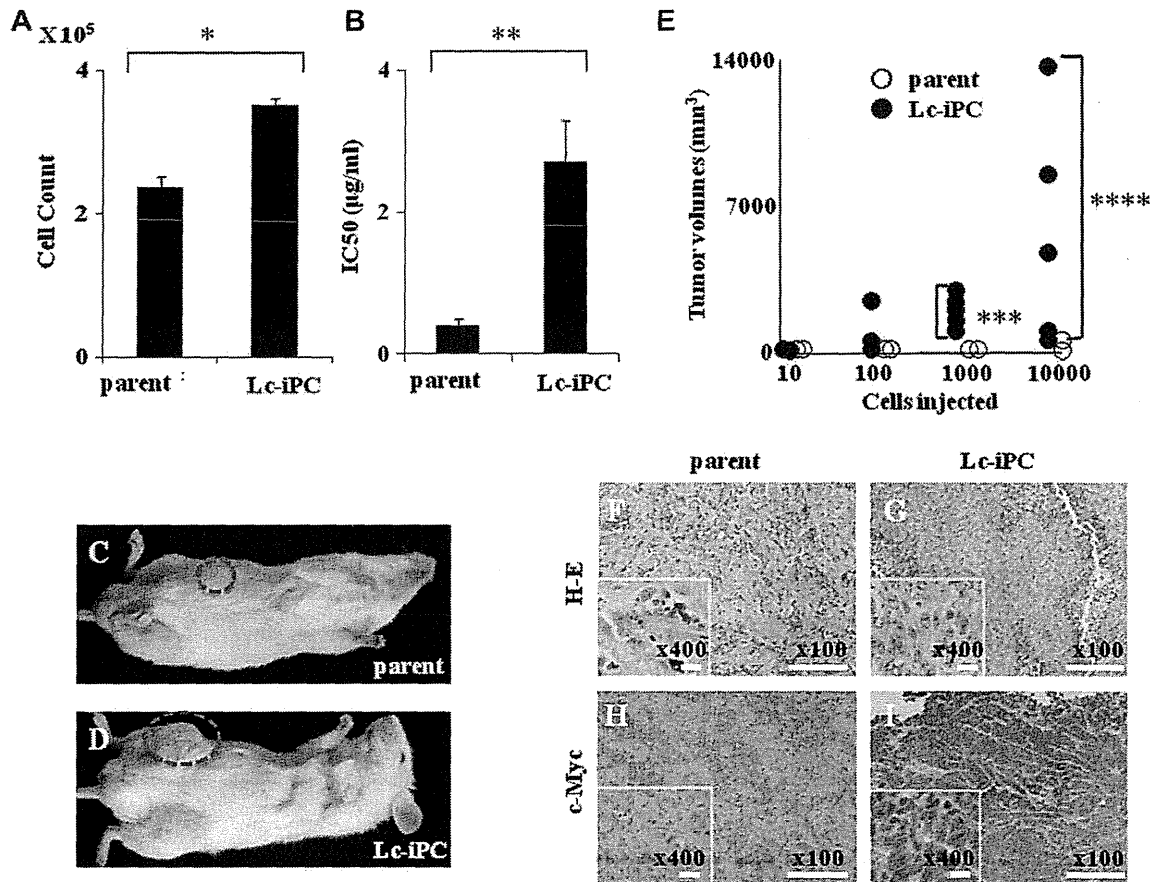 A
X10⁵
*
4
2
0
Cell Count
parent :
Lc-iPC
B
**
4
2
0
IC50 (µg/ml)
parent
Lc-iPC
E
14000
7000
0
Tumor volumes (mm³)
parent
Lc-iPC
***
****
10
100
1000
10000
Cells injected
C
parent
D
Lc-iPC
parent
Lc-iPC
H-E
F
x400
x100
G
x400
x100
c-Myc
H
x400
x100
I
x400
x100